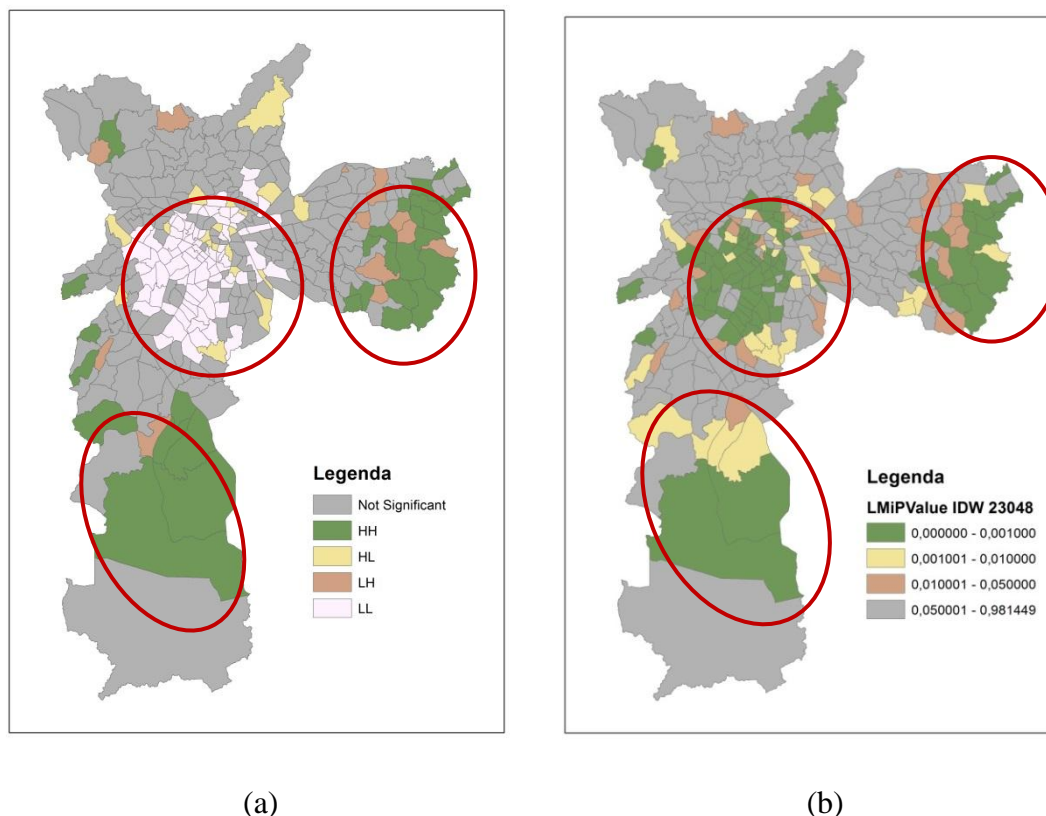 Legenda
Not Significant
HH
HL
LH
LL
Legenda
LMiPValue IDW 23048
0,000000 - 0,001000
0,001001 - 0,010000
0,010001 - 0,050000
0,050001 - 0,981449
(a)
(b)